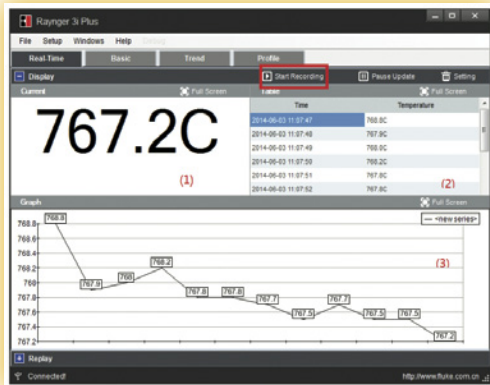 Raynger 3i Plus
File Setup Windows Help
Real-Time Basic Trend Profile
Display Start Recording Pause Update Setting
Current Full Screen Table Full Screen
767.2C
(1)
Time Temperature
2014-06-03 11:07:47 768.8C
2014-06-03 11:07:48 767.9C
2014-06-03 11:07:49 768.0C
2014-06-03 11:07:50 768.2C
2014-06-03 11:07:51 767.8C
2014-06-03 11:07:52 767.8C
(2)
Graph Full Screen
<new series>
(3)
768.8
768.6
768.4
768.2
768
767.8
767.6
767.4
767.2
768.8 767.9 768 768.2 767.8 767.8 767.7 767.5 767.7 767.5 767.5 767.2
Replay
Connected! http://www.fluke.com.cn